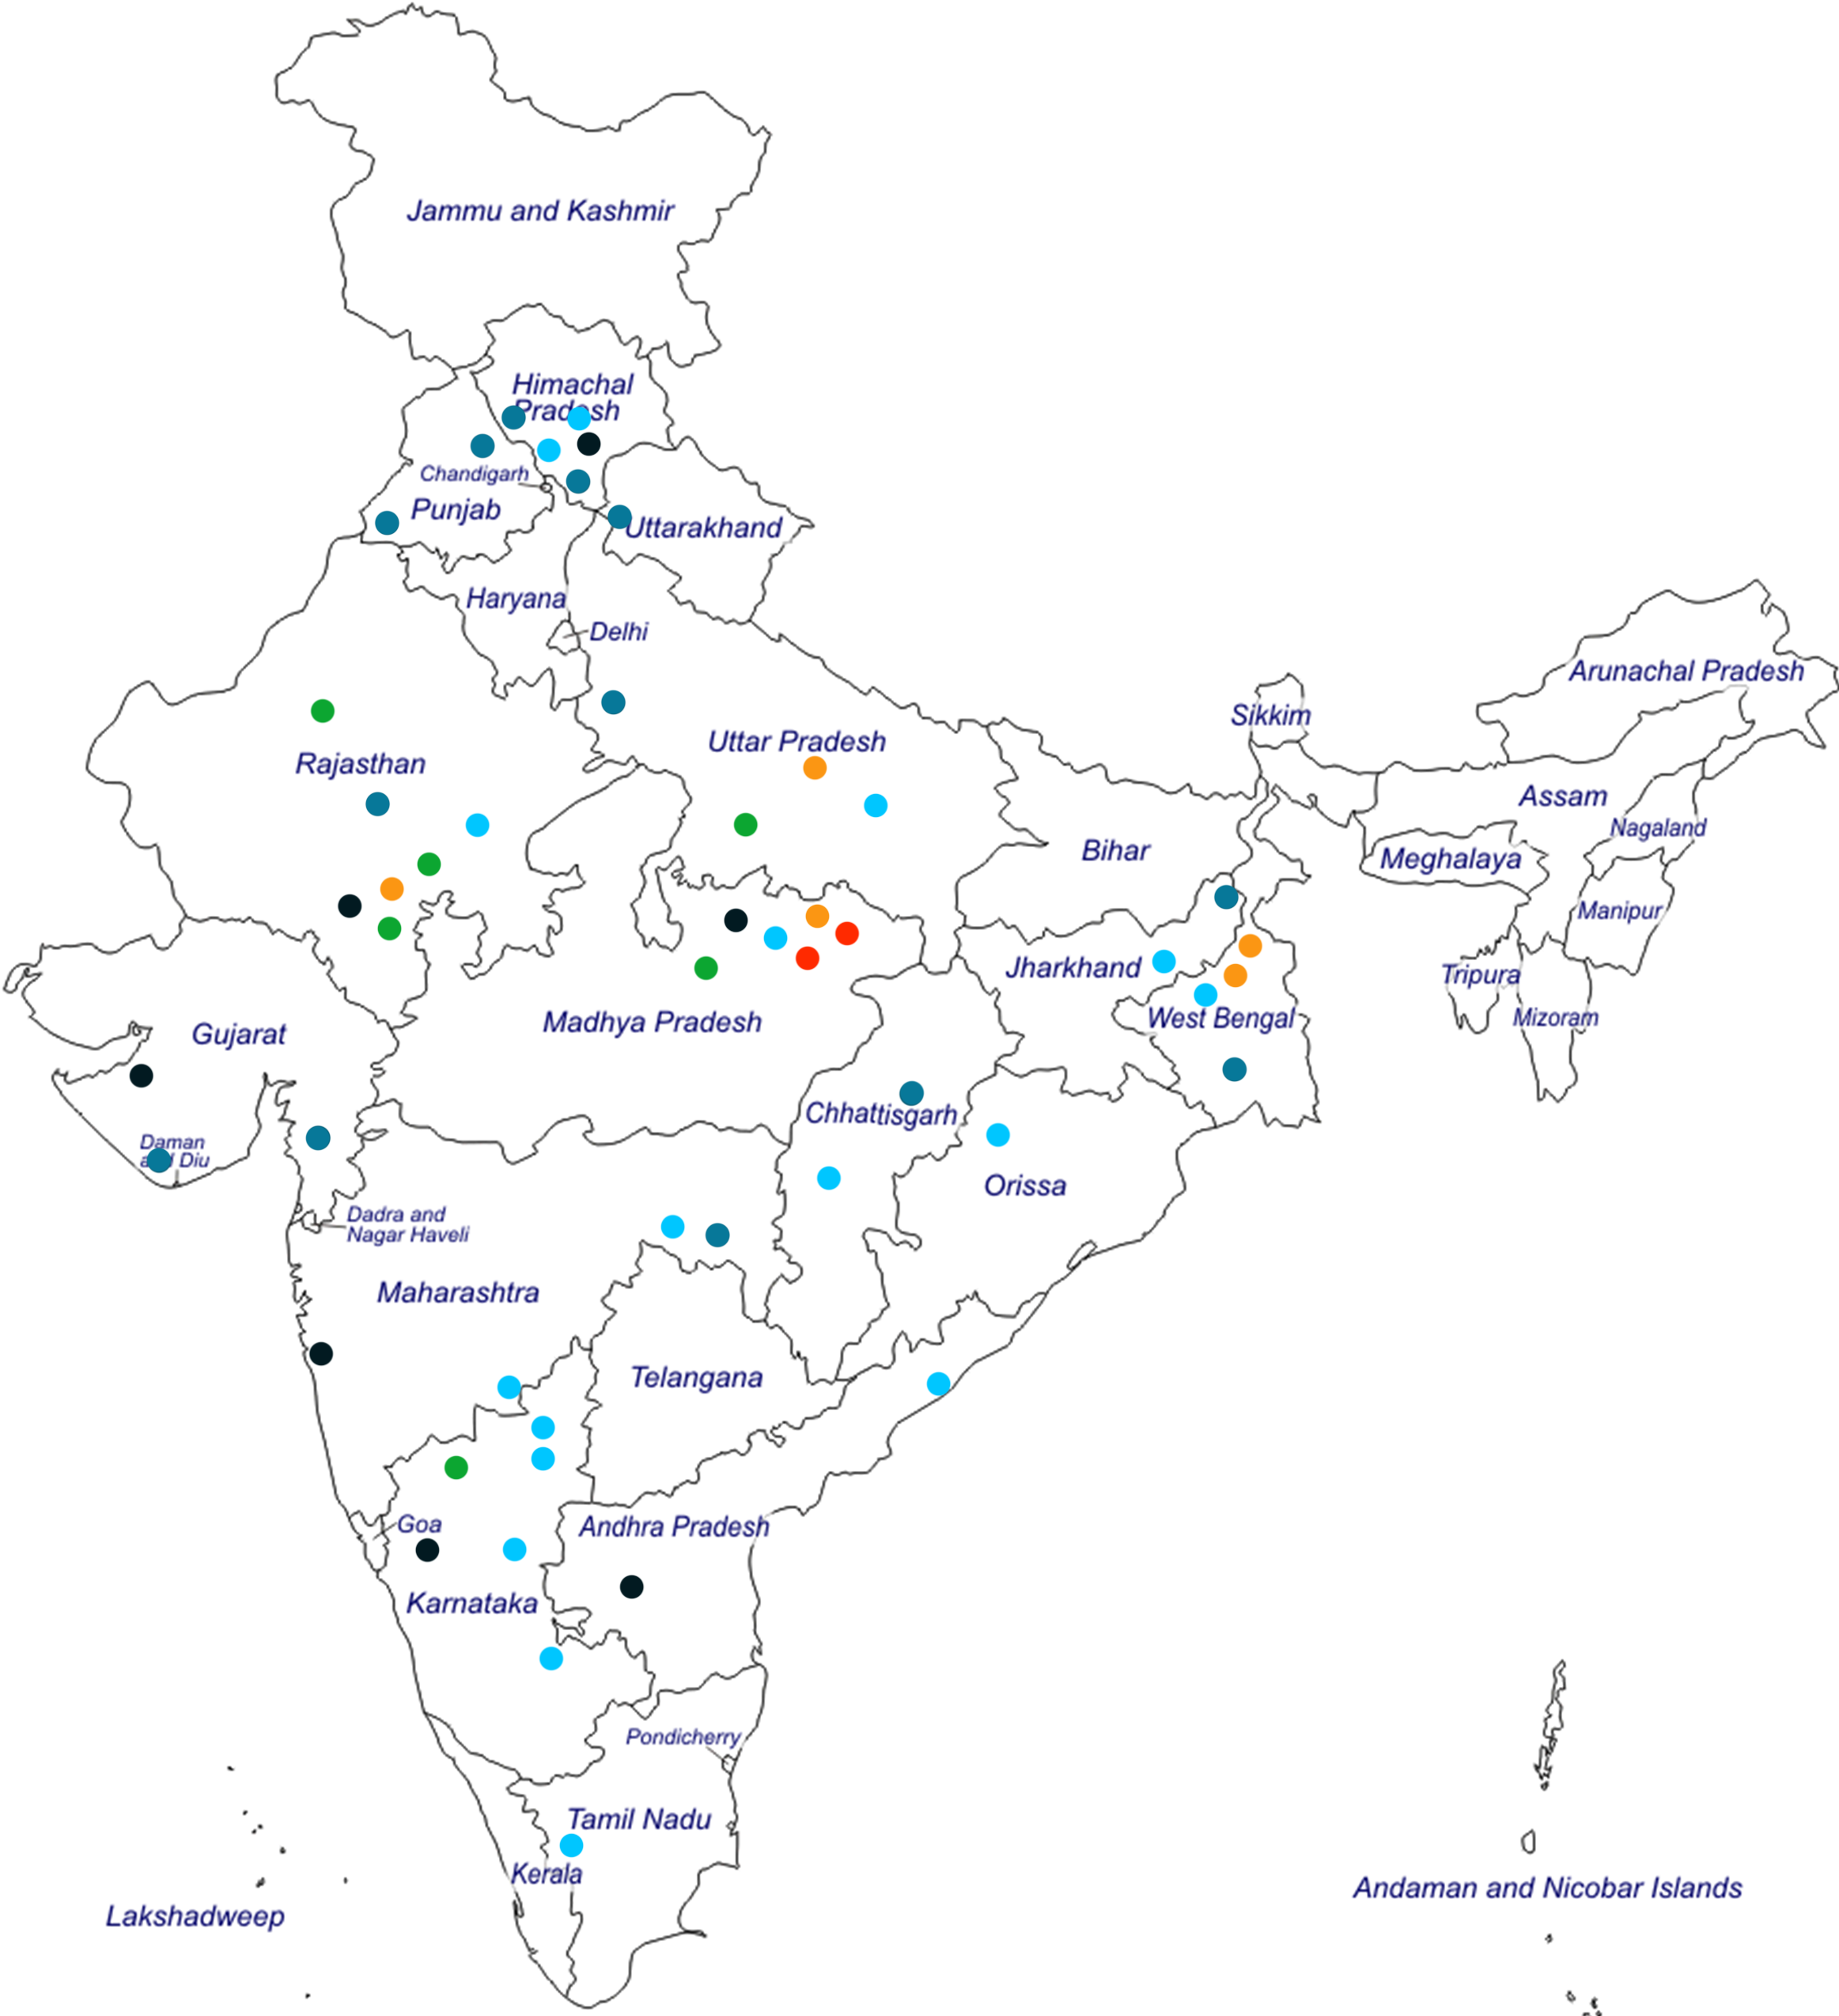 Jammu and Kashmir
Himachal
Pradesh
Chandigarh
Punjab
Uttarakhand
Haryana
Delhi
Arunachal Pradesh
Sikkim
Uttar Pradesh
Rajasthan
Assam
Nagaland
Bihar
Meghalaya
Manipur
Jharkhand
Tripura
West Bengal
Mizoram
Madhya Pradesh
Gujarat
Chhattisgarh
Daman
and Diu
Orissa
Dadra and
Nagar Haveli
Maharashtra
Telangana
Goa
Andhra Pradesh
Karnataka
Pondicherry
Tamil Nadu
Kerala
Andaman and Nicobar Islands
Lakshadweep